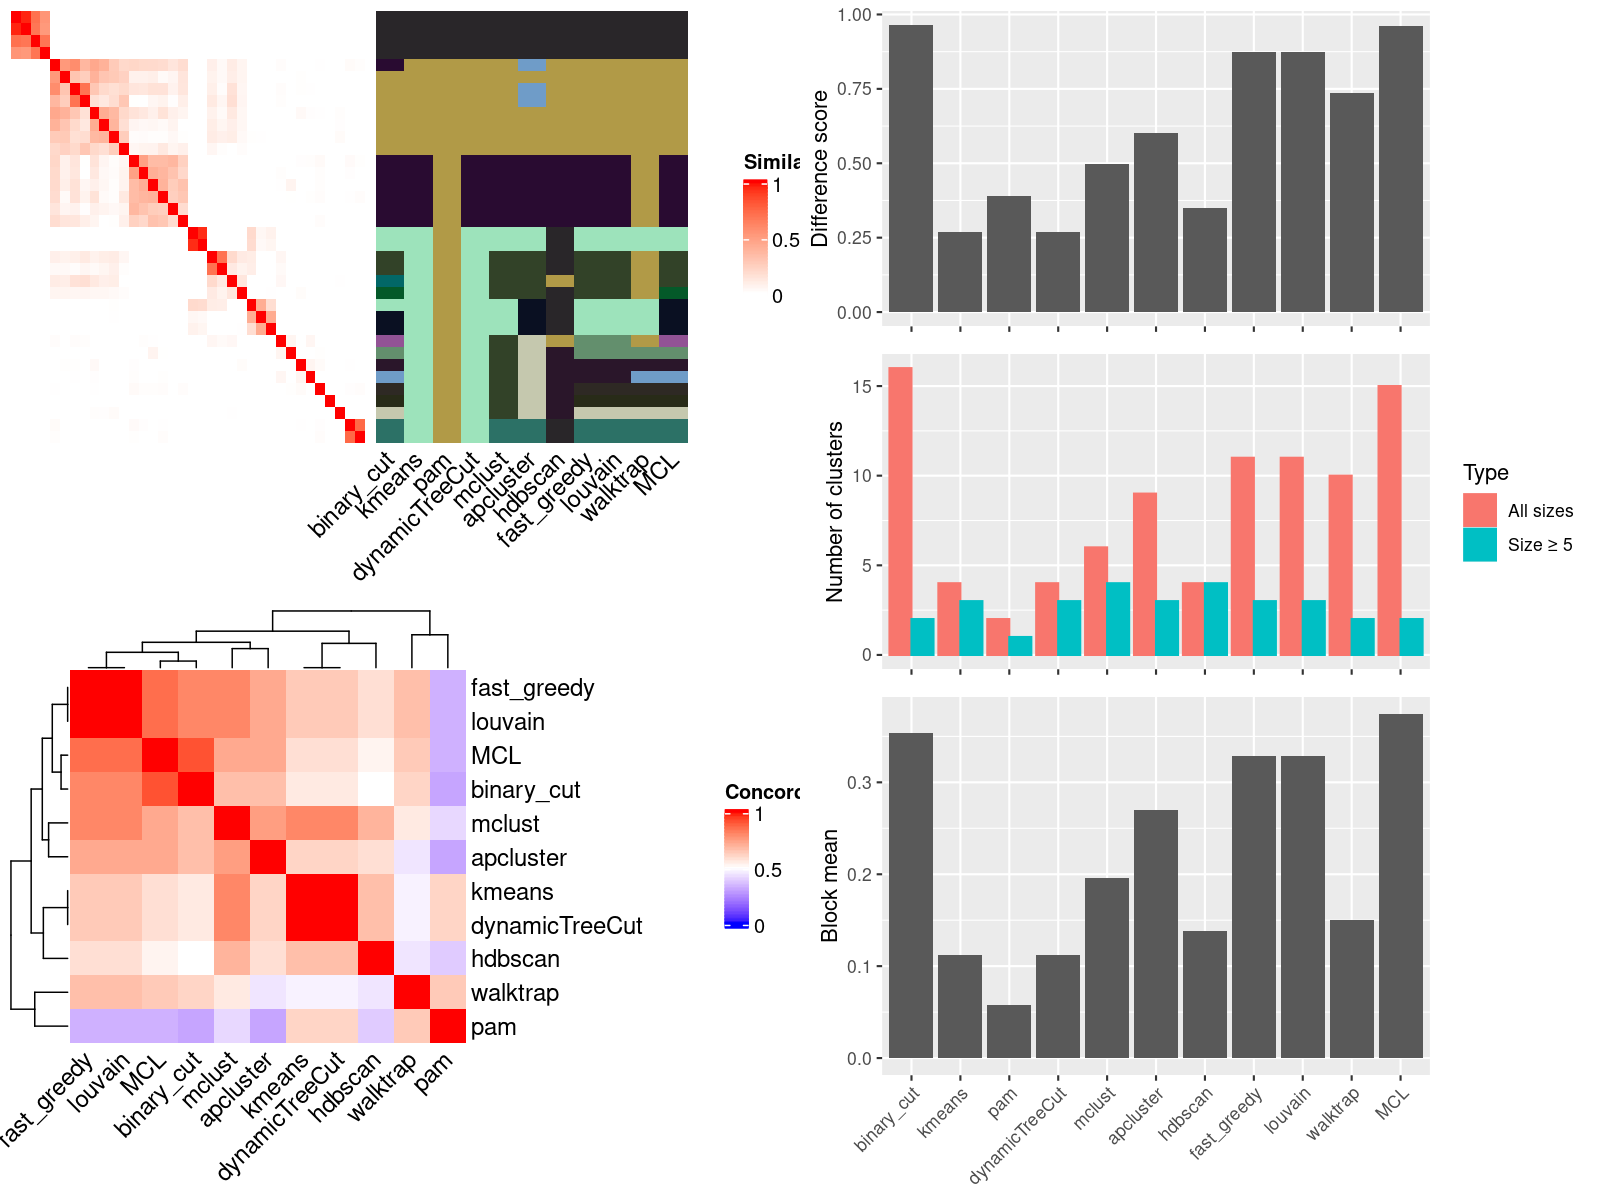 Simila
1
0.5
0
binary_cut
kmeans
pam
dynamicTreeCut
mclust
apcluster
hdbscan
fast_greedy
louvain
walktrap
MCL
fast_greedy
louvain
MCL
binary_cut
mclust
apcluster
kmeans
dynamicTreeCut
hdbscan
walktrap
pam
fast_greedy
louvain
MCL
binary_cut
mclust
apcluster
kmeans
dynamicTreeCut
hdbscan
walktrap
pam
Concord
1
0.5
0
Difference score
1.00
0.75
0.50
0.25
0.00
Number of clusters
15
10
5
0
Type
All sizes
Size ≥ 5
Block mean
0.3
0.2
0.1
0.0
binary_cut
kmeans
pam
dynamicTreeCut
mclust
apcluster
hdbscan
fast_greedy
louvain
walktrap
MCL